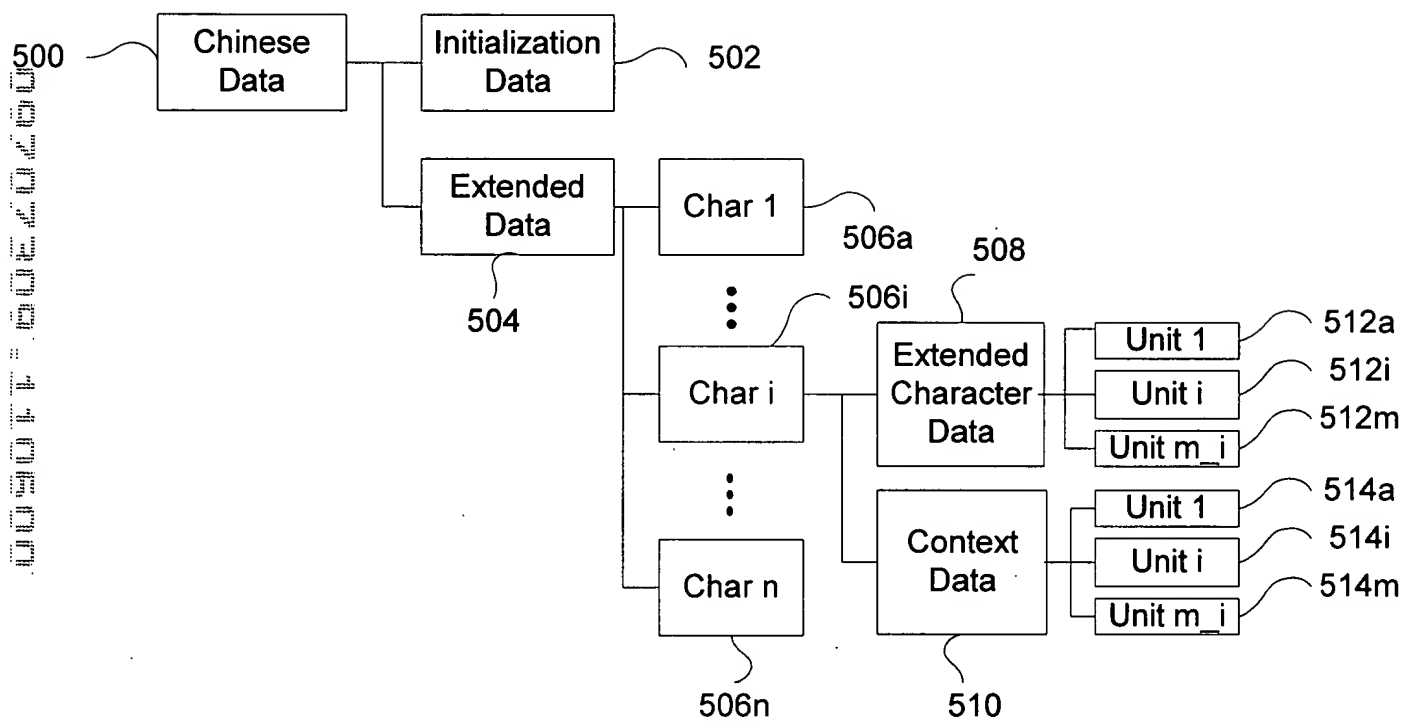 500
Chinese
Data
Initialization
Data
502
Extended
Data
504
Char 1
506a
506i
508
Char i
Extended
Character
Data
Unit 1
512a
Unit i
512i
Unit m_i
512m
Context
Data
510
Unit 1
514a
Unit i
514i
Unit m_i
514m
Char n
506n